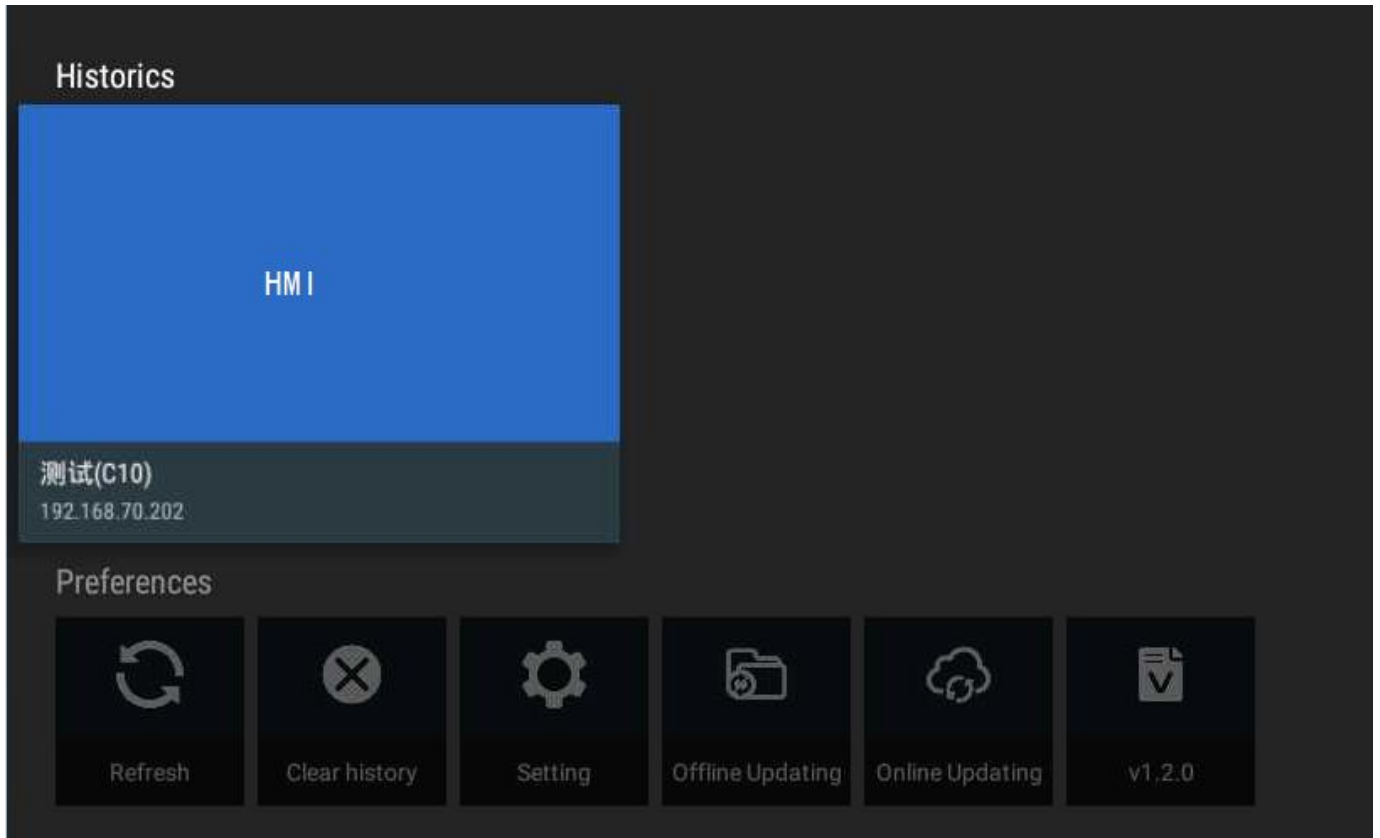 Historics
HMI
测试(C10)
192.168.70.202
Preferences
Refresh
Clear history
Setting
Offline Updating
Online Updating
V
v1.2.0